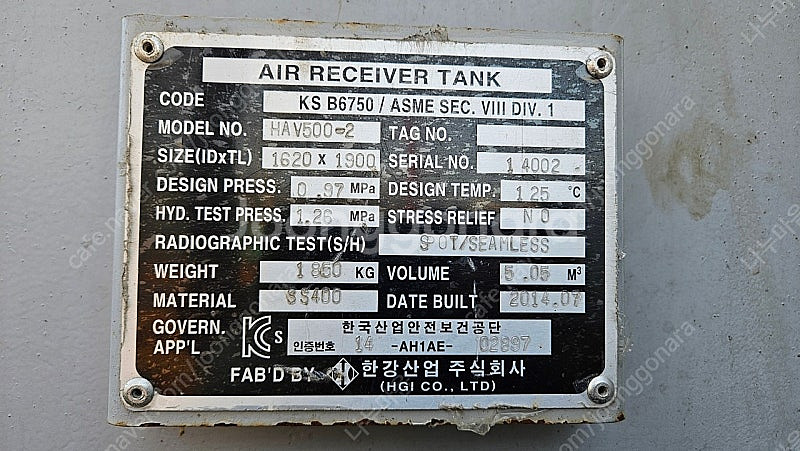 AIR RECEIVER TANK
CODE KS B6750 / ASME SEC. VIII DIV. 1
MODEL NO. HAV500-2 TAG NO.
SIZE(IDxTL) 1620 X 1900 SERIAL NO. 14002 -
DESIGN PRESS. 0.97 MPa DESIGN TEMP. 125 °C
HYD. TEST PRESS. 1.26 MPa STRESS RELIEF NO
RADIOGRAPHIC TEST(S/H) SPOT/SEAMLESS
WEIGHT 1850 KG VOLUME 5.05 M³
MATERIAL SS400 DATE BUILT 2014.07
GOVERN. APP'L KCs 한국산업안전보건공단
인증번호 14 -AH1AE- 02897
FAB'D BY 한강산업 주식회사
(HGI CO., LTD)
joonggonara